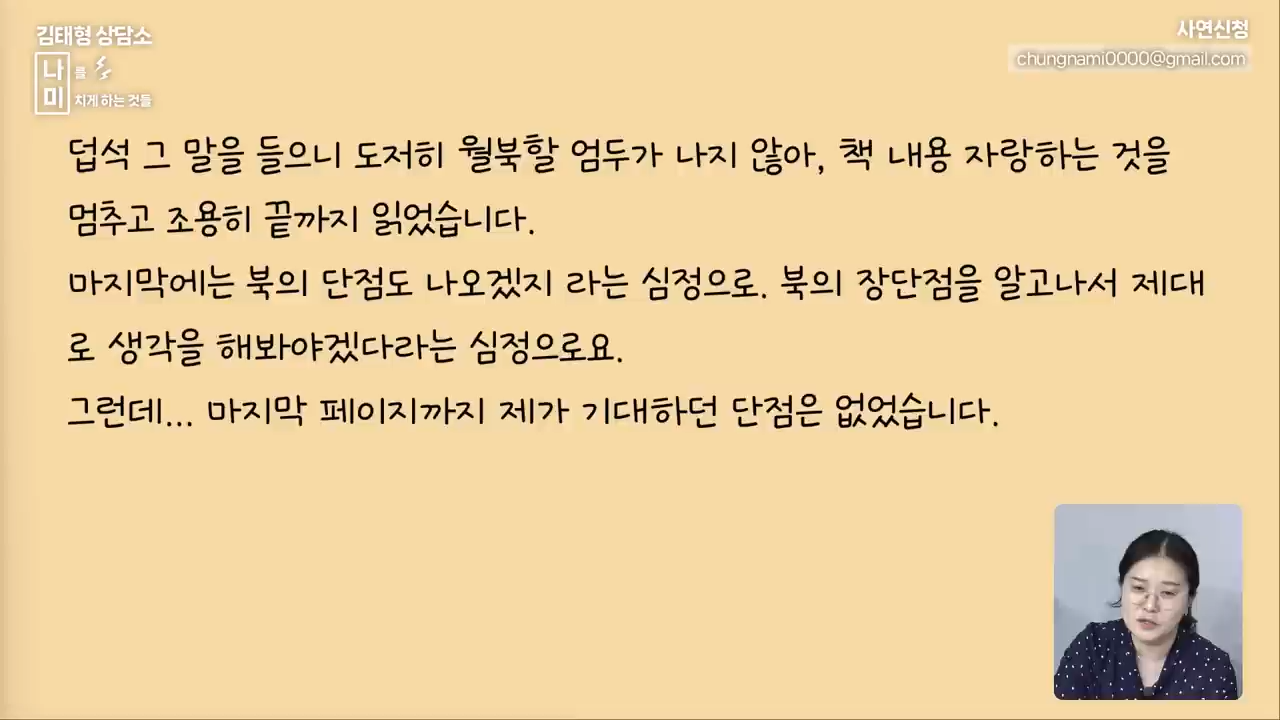 김태형 상담소
나를
미치게 하는 것들
사연신청
chungnami0000@gmail.com
덥석 그 말을 들으니 도저히 월북할 엄두가 나지 않아, 책 내용 자랑하는 것을
멈추고 조용히 끝까지 읽었습니다.
마지막에는 북의 단점도 나오겠지 라는 심정으로. 북의 장단점을 알고나서 제대
로 생각을 해봐야겠다라는 심정으로요.
그런데... 마지막 페이지까지 제가 기대하던 단점은 없었습니다.